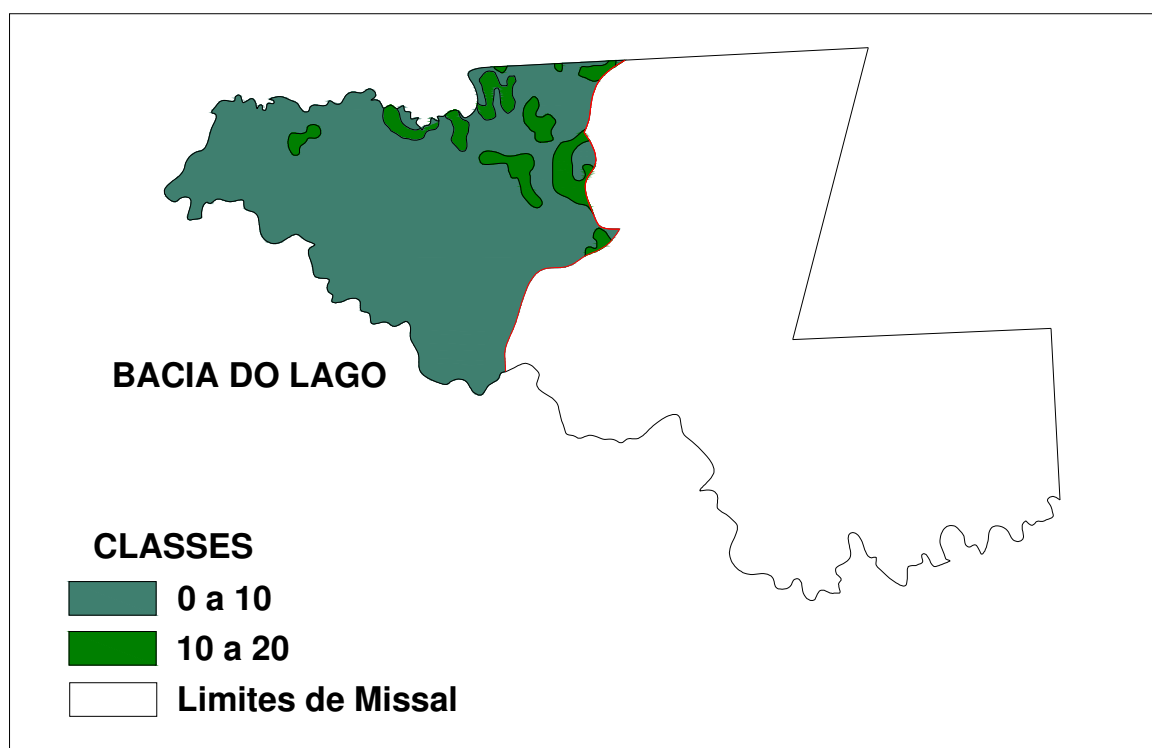 BACIA DO LAGO
CLASSES
0 a 10
10 a 20
Limites de Missal